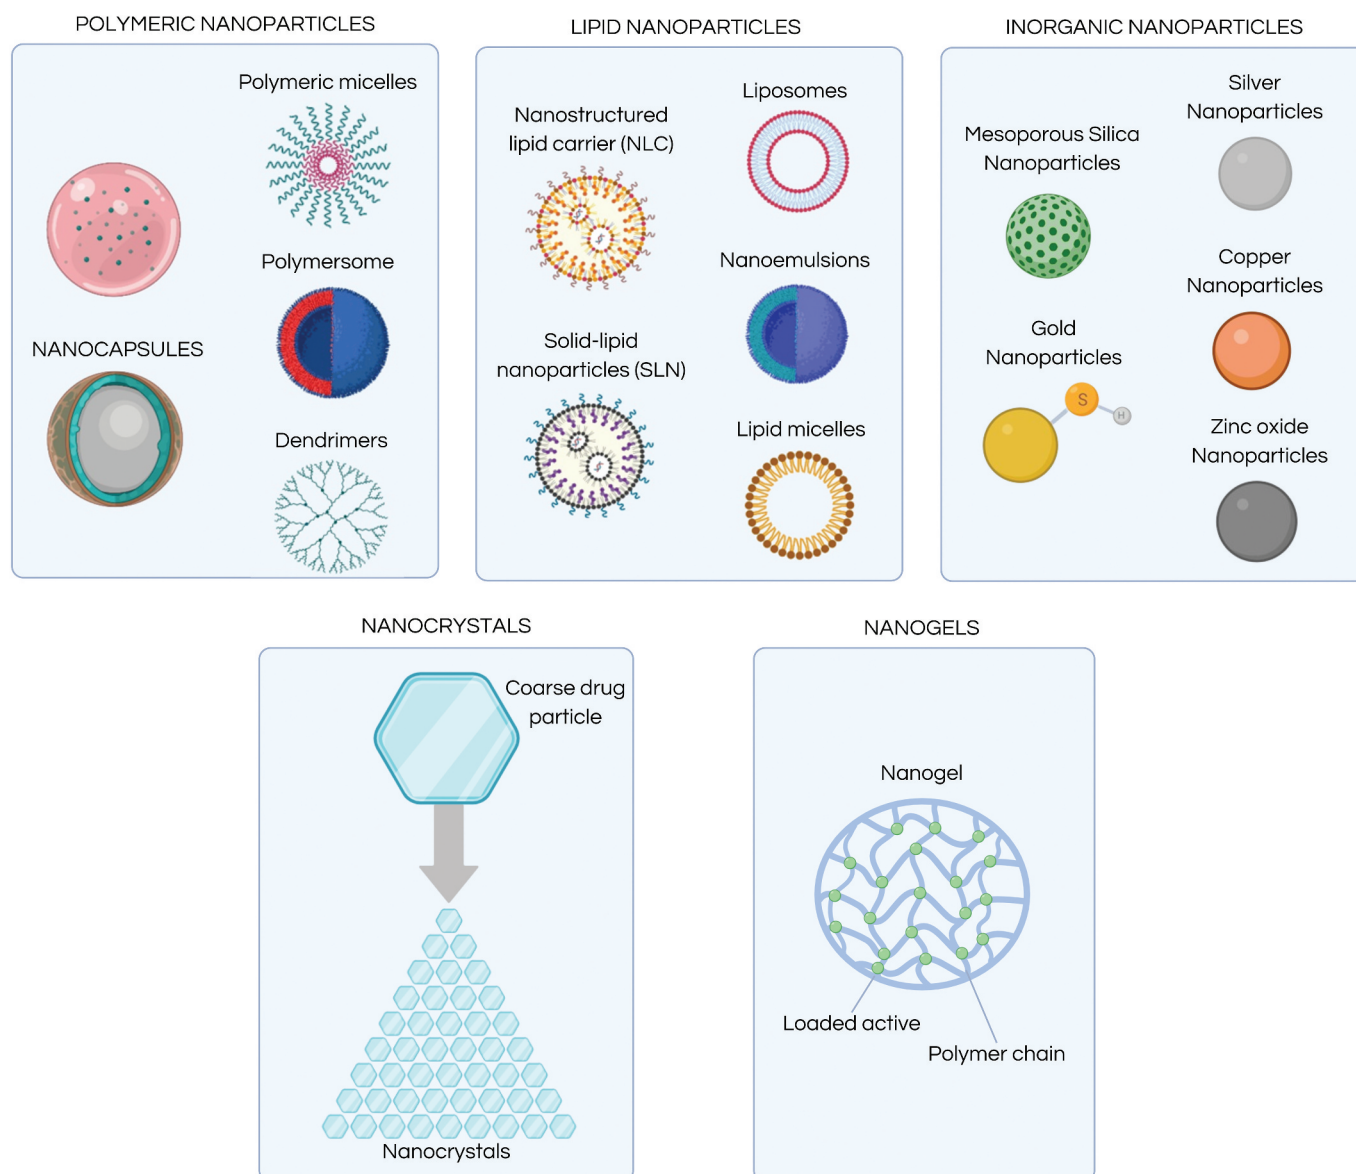 POLYMERIC NANOPARTICLES
Polymeric micelles
Polymersome
NANOCAPSULES
Dendrimers
LIPID NANOPARTICLES
Nanostructured
lipid carrier (NLC)
Liposomes
Nanoemulsions
Solid-lipid
nanoparticles (SLN)
Lipid micelles
INORGANIC NANOPARTICLES
Silver
Nanoparticles
Mesoporous Silica
Nanoparticles
Copper
Nanoparticles
Gold
Nanoparticles
S
H
Zinc oxide
Nanoparticles
NANOCRYSTALS
Coarse drug
particle
Nanocrystals
NANOGELS
Nanogel
Loaded active
Polymer chain